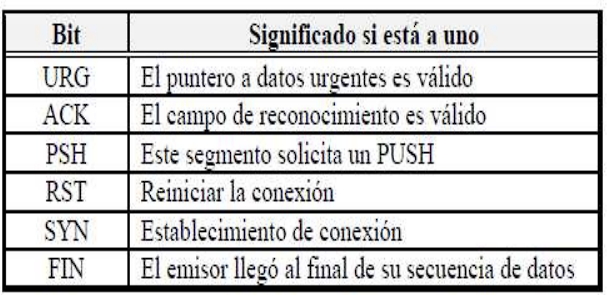 Bit Significado si está a uno
URG El puntero a datos urgentes es válido
ACK El campo de reconocimiento es válido
PSH Este segmento solicita un PUSH
RST Reiniciar la conexión
SYN Establecimiento de conexión
FIN El emisor llegó al final de su secuencia de datos